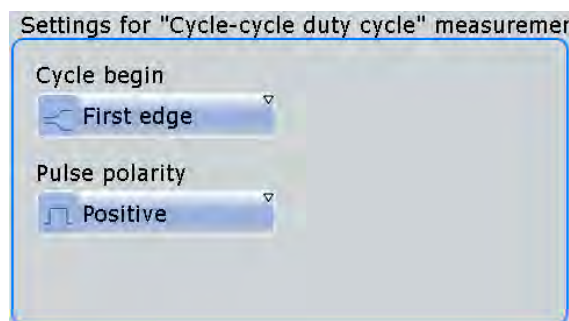 Settings for "Cycle-cycle duty cycle" measuremer
Cycle begin
First edge
Pulse polarity
Positive